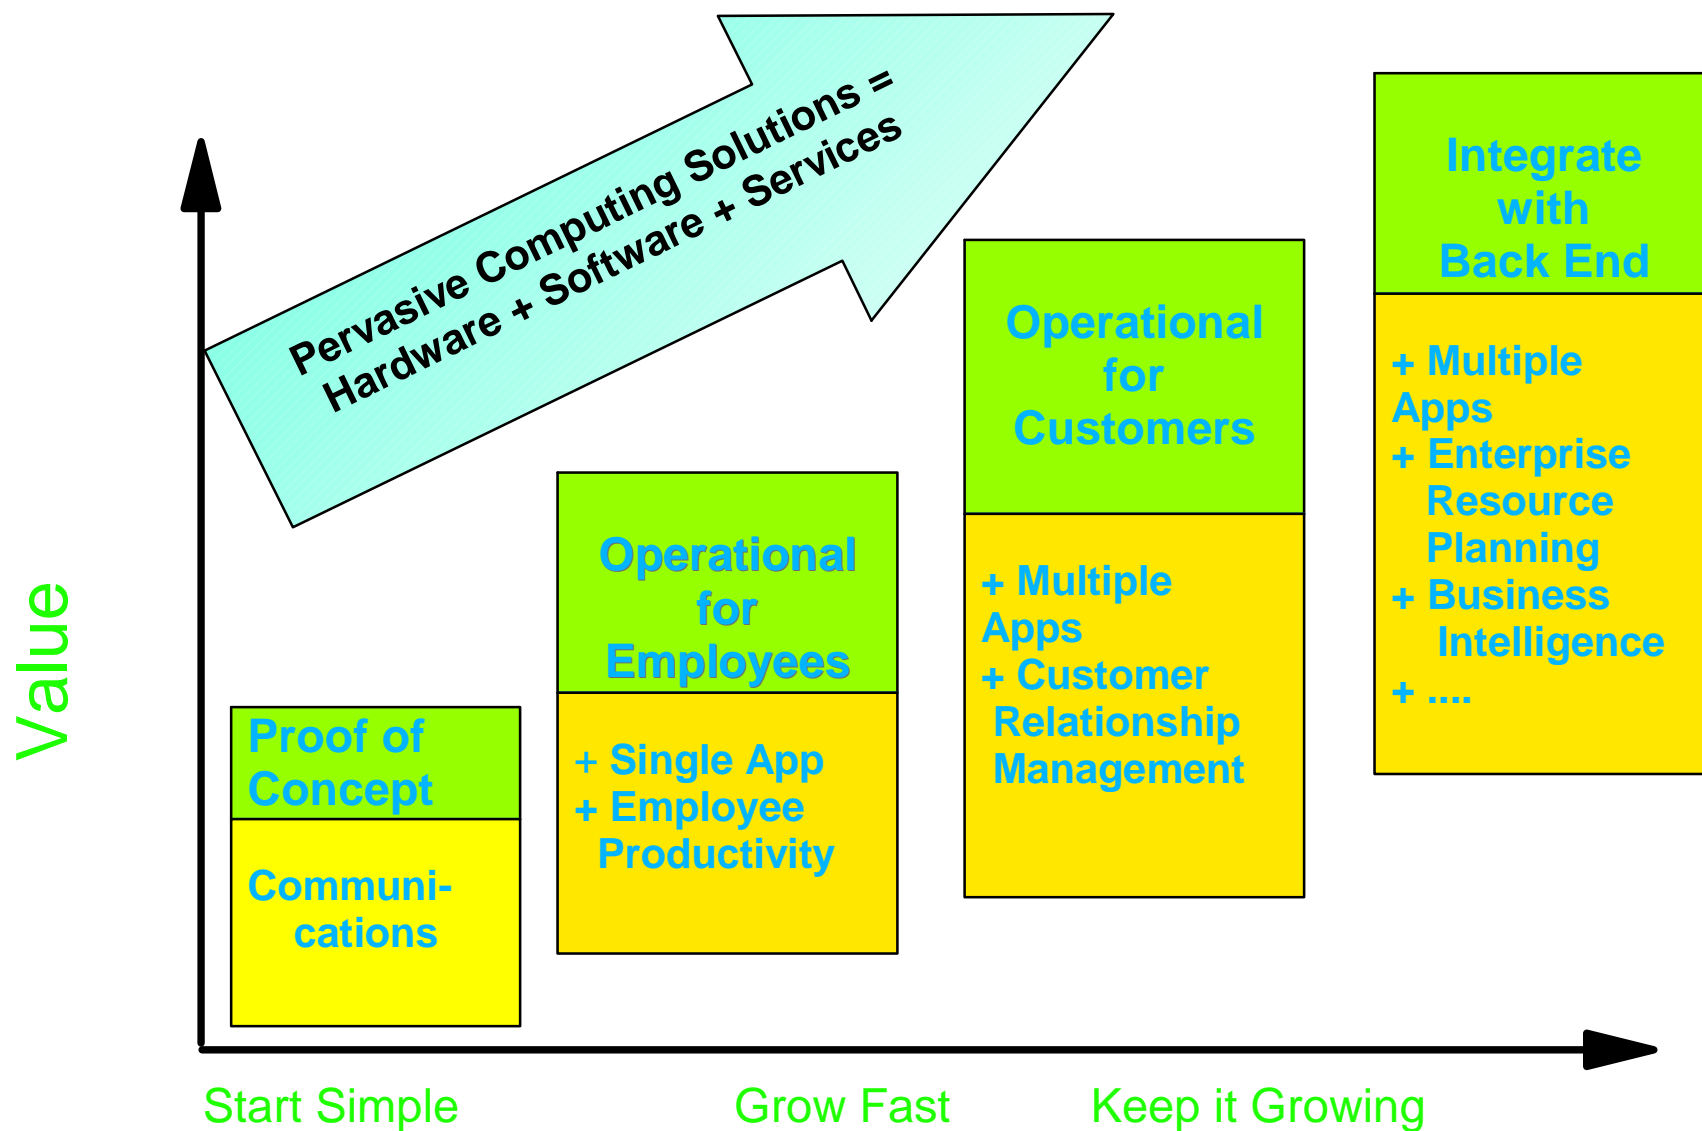 Pervasive Computing Solutions =
Hardware + Software + Services
Value
Proof of
Concept
Communi-
cations
Operational
for
Employees
+ Single App
+ Employee
Productivity
Operational
for
Customers
+ Multiple
Apps
+ Customer
Relationship
Management
Integrate
with
Back End
+ Multiple
Apps
+ Enterprise
Resource
Planning
+ Business
Intelligence
+ ....
Start Simple
Grow Fast
Keep it Growing